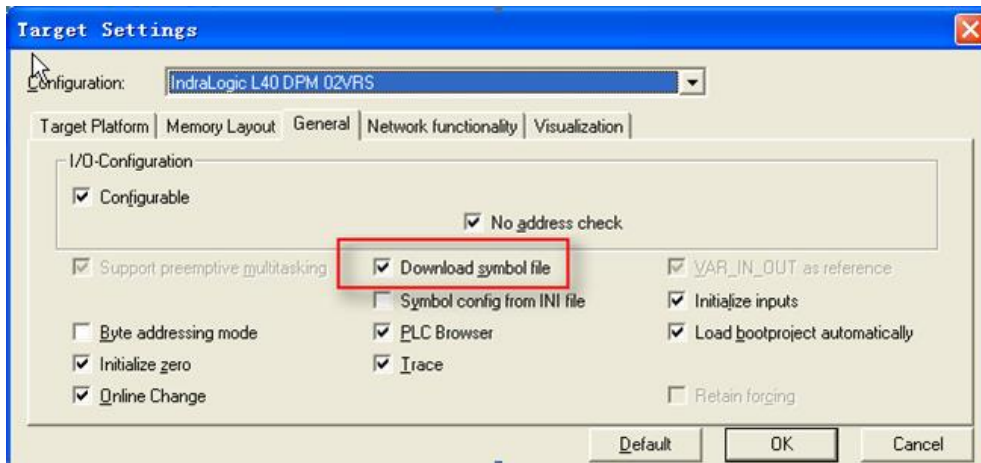 Target Settings
Configuration: IndraLogic L40 DPM 02VRS
Target Platform Memory Layout General Network functionality Visualization
I/O-Configuration
Configurable
No address check
Support preemptive multitasking Download symbol file VAR_IN_OUT as reference
Symbol config from INI file Initialize inputs
Byte addressing mode PLC Browser Load bootproject automatically
Initialize zero Trace
Online Change Retain forcing
Default OK Cancel